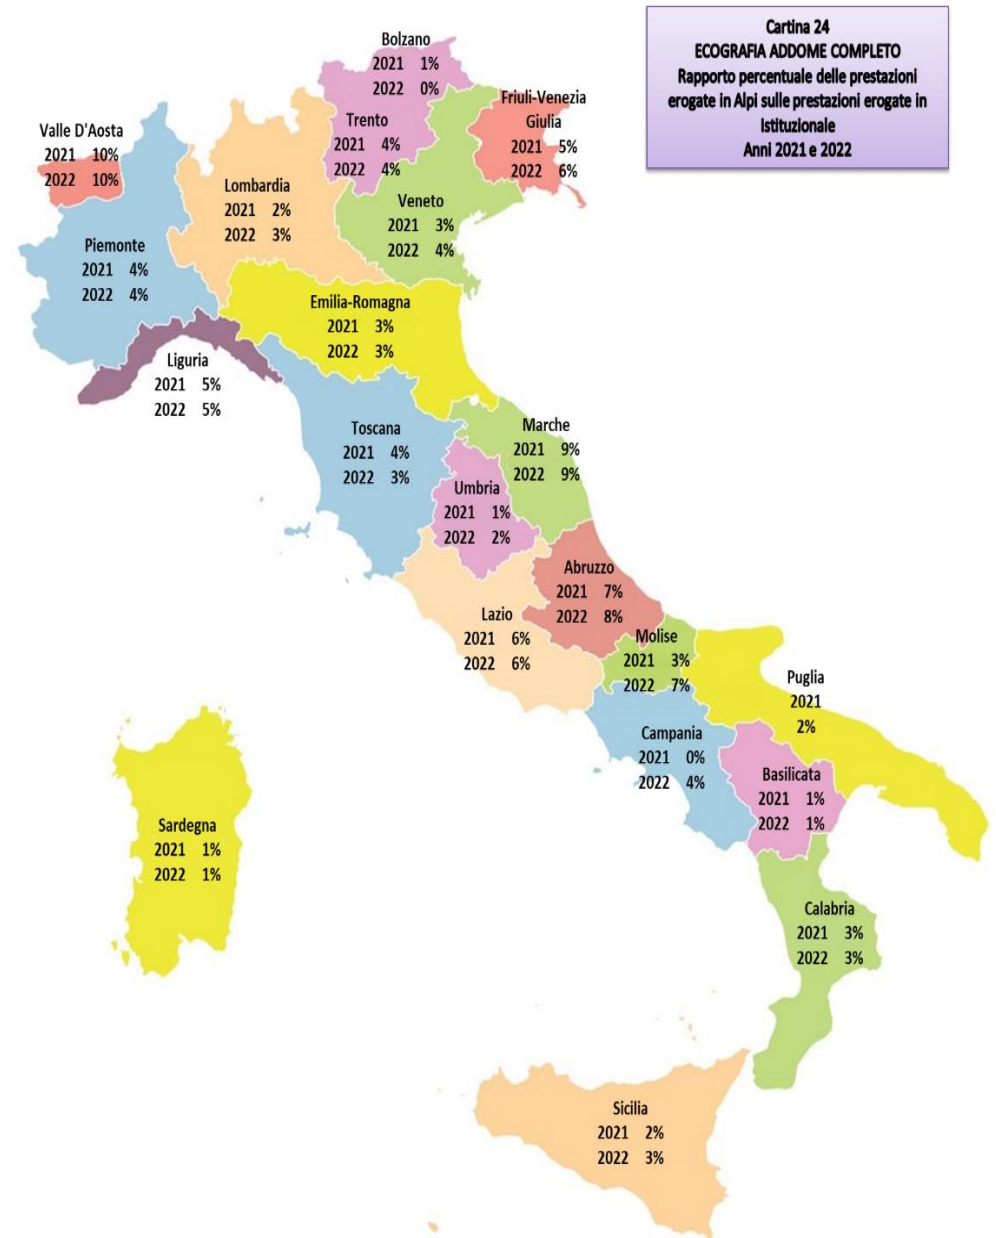 Cartina 24
ECOGRAFIA ADDOME COMPLETO
Rapporto percentuale delle prestazioni
erogate in Alpi sulle prestazioni erogate in
Istituzionale
Anni 2021 e 2022
Bolzano
2021 1%
2022 0%
Trento
2021 4%
2022 4%
Friuli-Venezia
Giulia
2021 5%
2022 6%
Valle D'Aosta
2021 10%
2022 10%
Lombardia
2021 2%
2022 3%
Veneto
2021 3%
2022 4%
Piemonte
2021 4%
2022 4%
Emilia-Romagna
2021 3%
2022 3%
Liguria
2021 5%
2022 5%
Toscana
2021 4%
2022 3%
Marche
2021 9%
2022 9%
Umbria
2021 1%
2022 2%
Abruzzo
2021 7%
2022 8%
Lazio
2021 6%
2022 6%
Molise
2021 3%
2022 7%
Puglia
2021
2%
Campania
2021 0%
2022 4%
Basilicata
2021 1%
2022 1%
Sardegna
2021 1%
2022 1%
Calabria
2021 3%
2022 3%
Sicilia
2021 2%
2022 3%